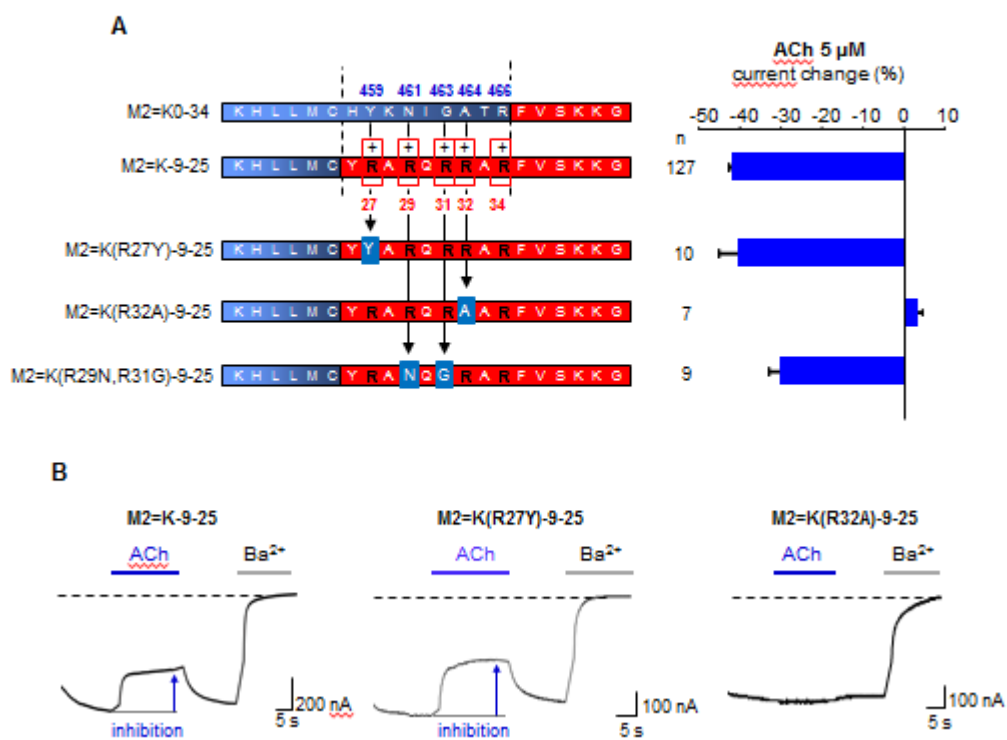 A
ACh 5 µM
current change (%)
459 461 463 464 466
-50 -40 -30 -20 -10 0 10
M2=K0-34
K H L L M C H Y K N I G A T R F V S K K G
n
+ + + + +
M2=K-9-25
K H L L M C Y R A R Q R R A R F V S K K G
127
27 29 31 32 34
M2=K(R27Y)-9-25
K H L L M C Y Y A R Q R R A R F V S K K G
10
M2=K(R32A)-9-25
K H L L M C Y R A R Q R A A R F V S K K G
7
M2=K(R29N,R31G)-9-25
K H L L M C Y R A N Q G R A R F V S K K G
9
B
M2=K-9-25
M2=K(R27Y)-9-25
M2=K(R32A)-9-25
ACh Ba²⁺
ACh Ba²⁺
ACh Ba²⁺
inhibition
200 nA
5 s
inhibition
100 nA
5 s
100 nA
5 s